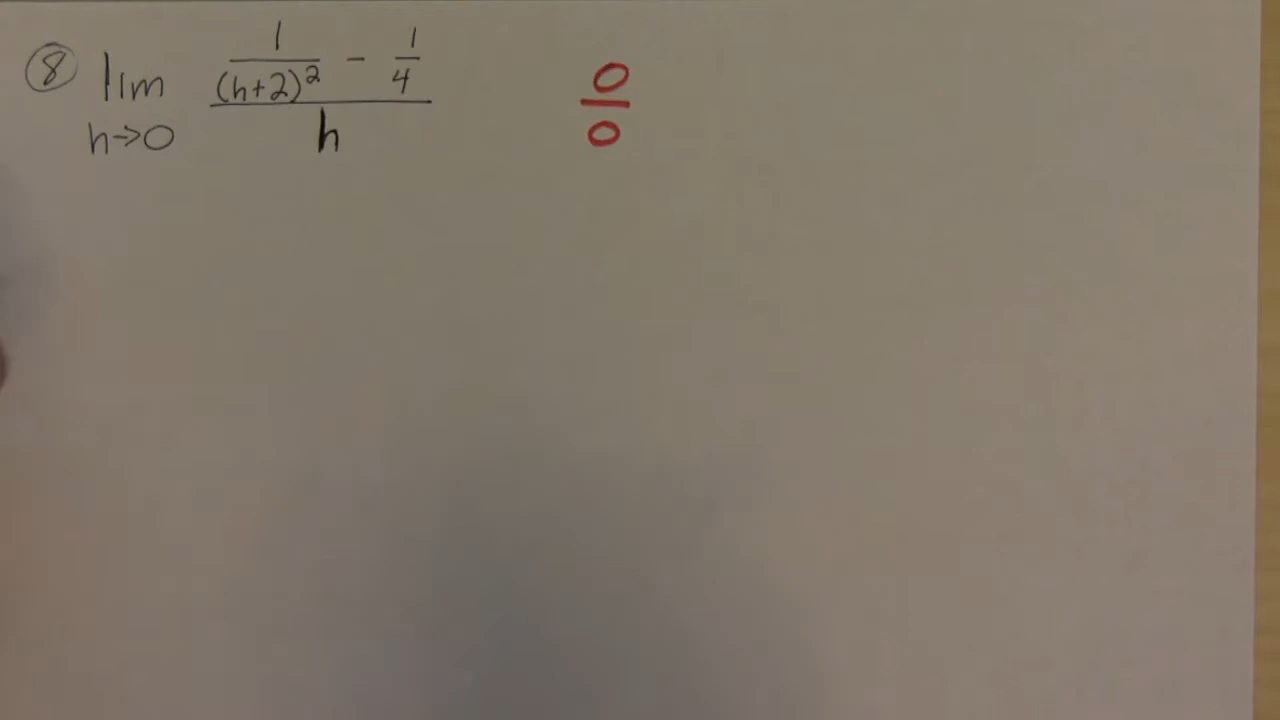 ⑧ lim h→0 (1/(h+2)² - 1/4)/h
0/0